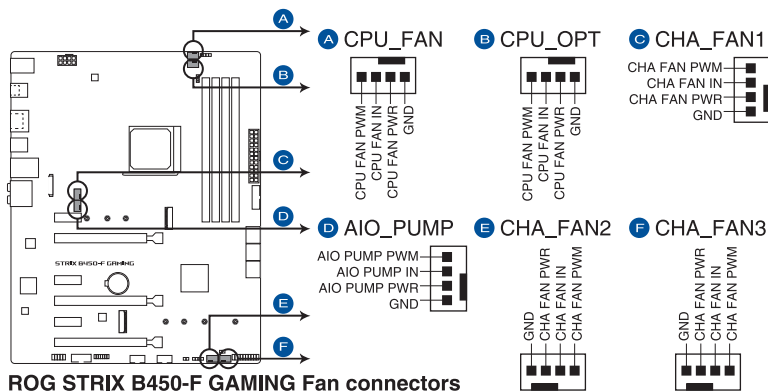 A
B
C
D
E
F
STRIX B450-F GAMING
A CPU_FAN
CPU FAN PWM
CPU FAN IN
CPU FAN PWR
GND
B CPU_OPT
CPU FAN PWM
CPU FAN IN
CPU FAN PWR
GND
C CHA_FAN1
CHA FAN PWM
CHA FAN IN
CHA FAN PWR
GND
D AIO_PUMP
AIO PUMP PWM
AIO PUMP IN
AIO PUMP PWR
GND
E CHA_FAN2
GND
CHA FAN PWR
CHA FAN IN
CHA FAN PWM
F CHA_FAN3
GND
CHA FAN PWR
CHA FAN IN
CHA FAN PWM
ROG STRIX B450-F GAMING Fan connectors